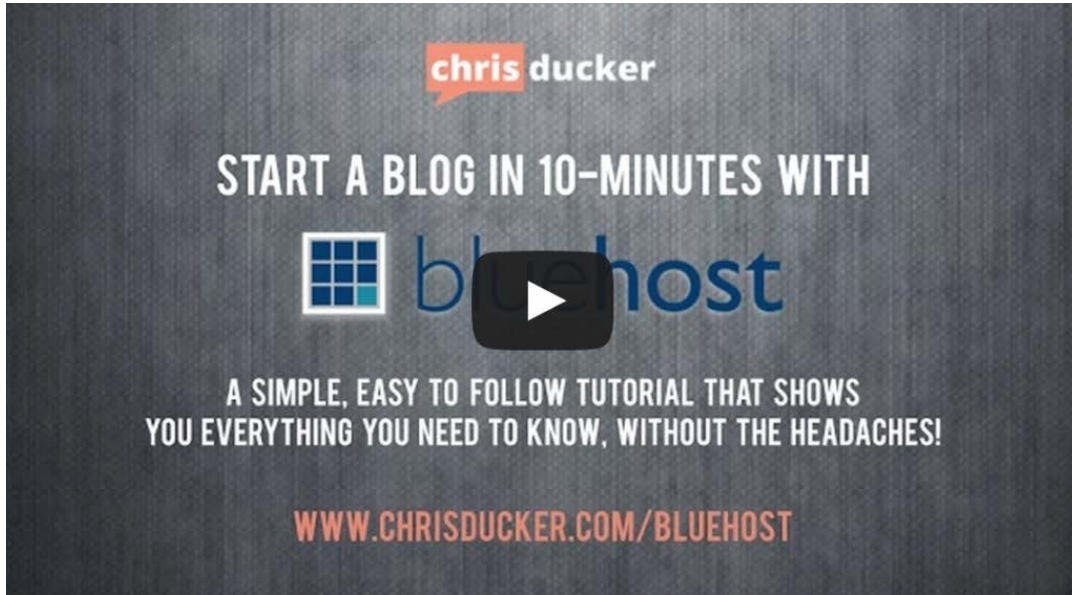 chris ducker
START A BLOG IN 10-MINUTES WITH
bluehost
A SIMPLE, EASY TO FOLLOW TUTORIAL THAT SHOWS
YOU EVERYTHING YOU NEED TO KNOW, WITHOUT THE HEADACHES!
WWW.CHRISDUCKER.COM/BLUEHOST